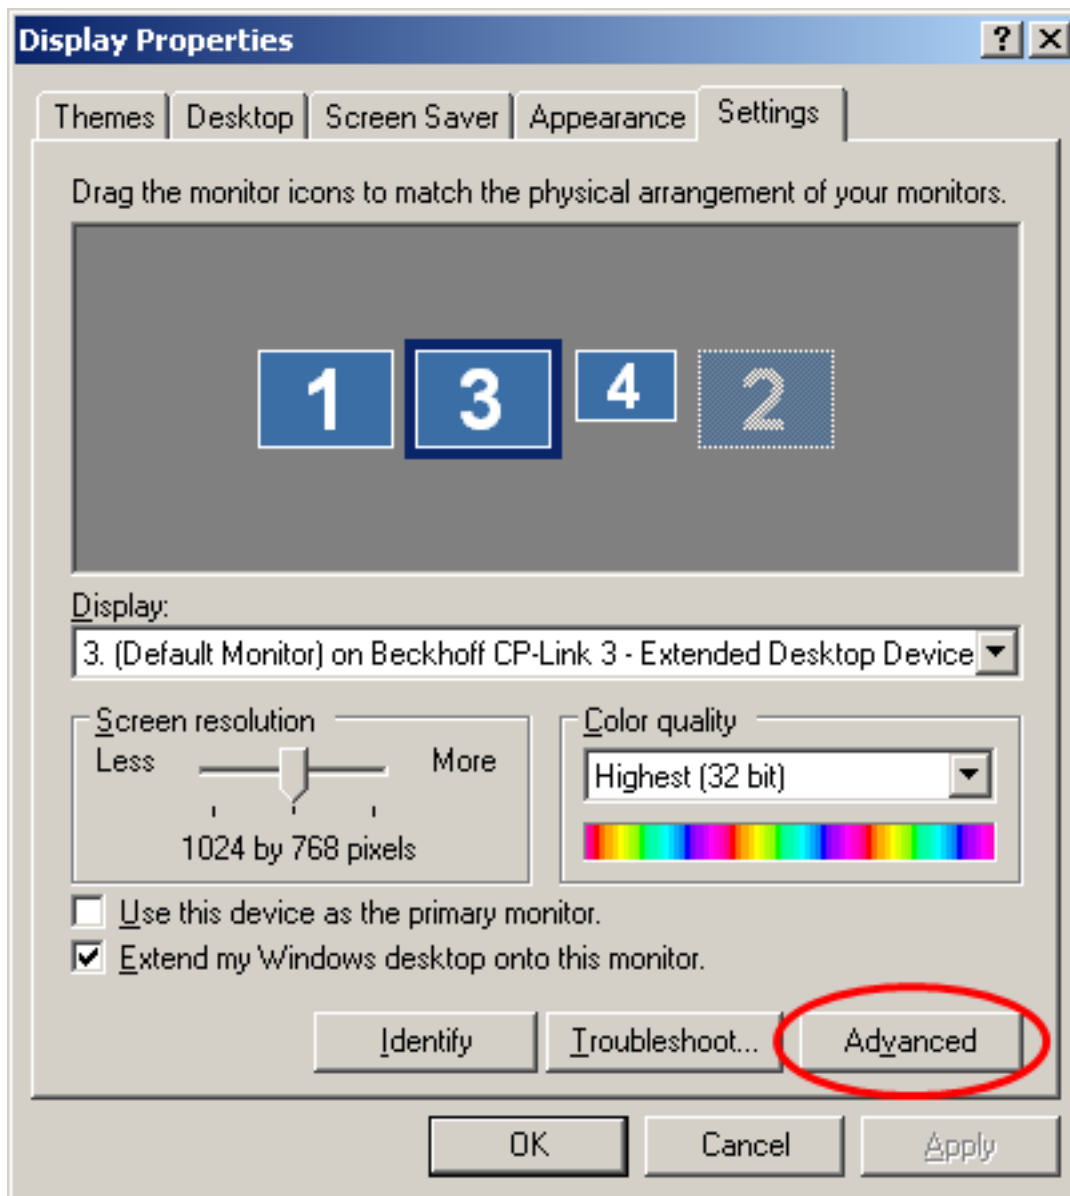 Display Properties
Themes Desktop Screen Saver Appearance Settings
Drag the monitor icons to match the physical arrangement of your monitors.
1 3 4 2
Display:
3. (Default Monitor) on Beckhoff CP-Link 3 - Extended Desktop Device
Screen resolution Color quality
Less More
Highest (32 bit)
1024 by 768 pixels
Use this device as the primary monitor.
Extend my Windows desktop onto this monitor.
Identify Troubleshoot... Advanced
OK Cancel Apply